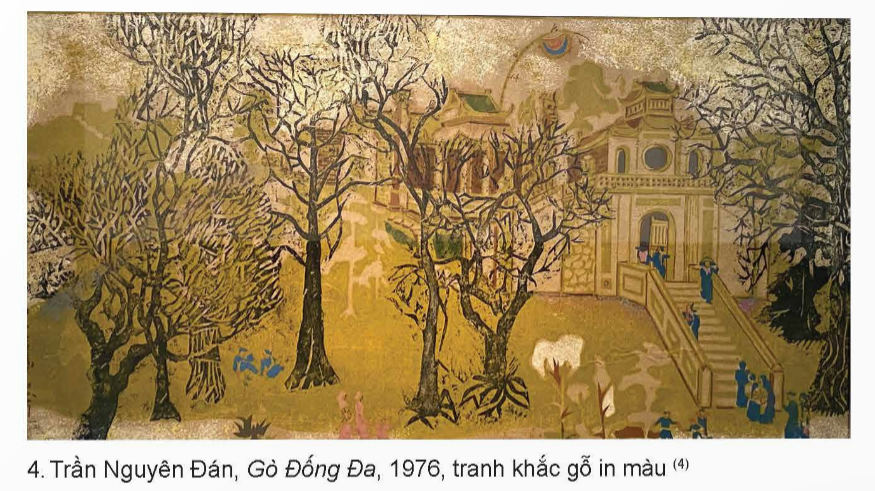 4. Trần Nguyên Đán, Gò Đống Đa, 1976, tranh khắc gỗ in màu (4)